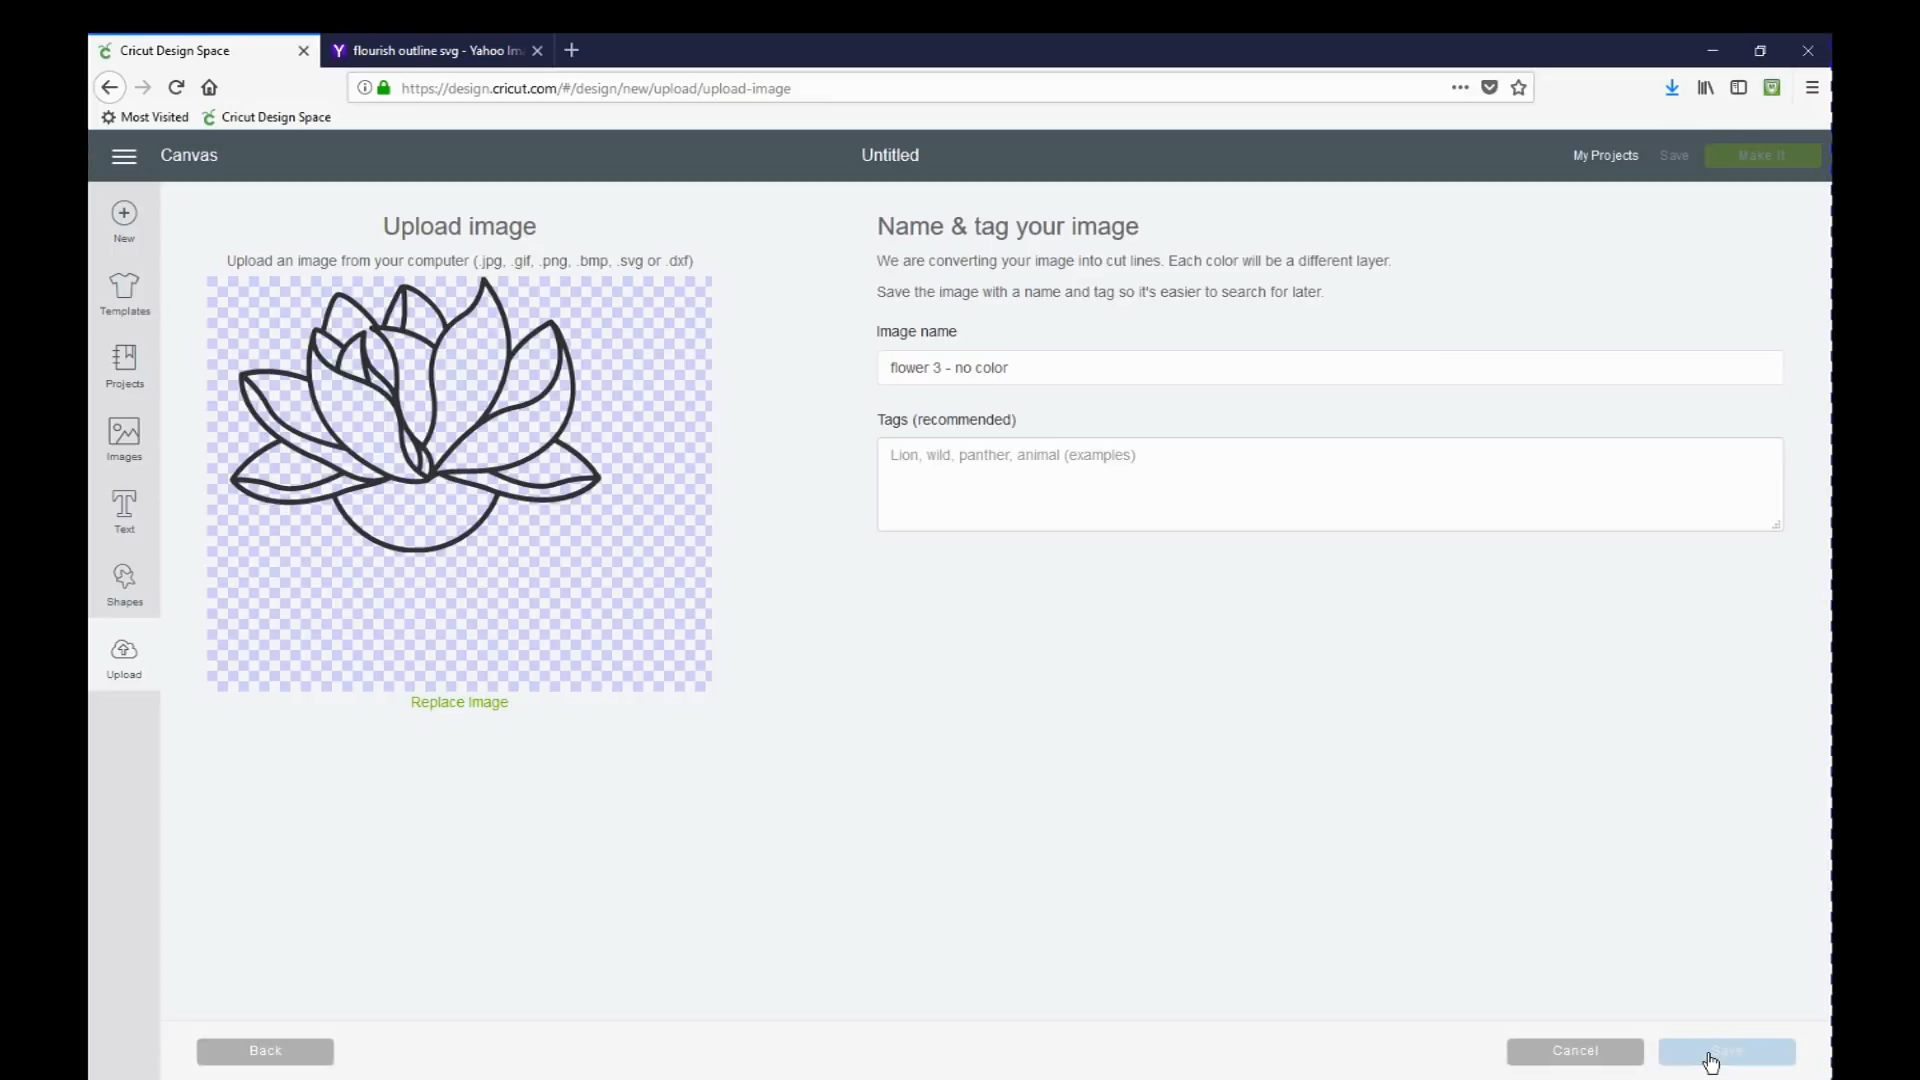 Cricut Design Space
flourish outline svg - Yahoo Im
https://design.cricut.com/#/design/new/upload/upload-image
Most Visited
Cricut Design Space
Canvas
Untitled
My Projects
Save
Make It
New
Templates
Projects
Images
Text
Shapes
Upload
Upload image
Upload an image from your computer (.jpg, .gif, .png, .bmp, .svg or .dxf)
Replace Image
Name & tag your image
We are converting your image into cut lines. Each color will be a different layer.
Save the image with a name and tag so it's easier to search for later.
Image name
flower 3 - no color
Tags (recommended)
Lion, wild, panther, animal (examples)
Back
Cancel
Save